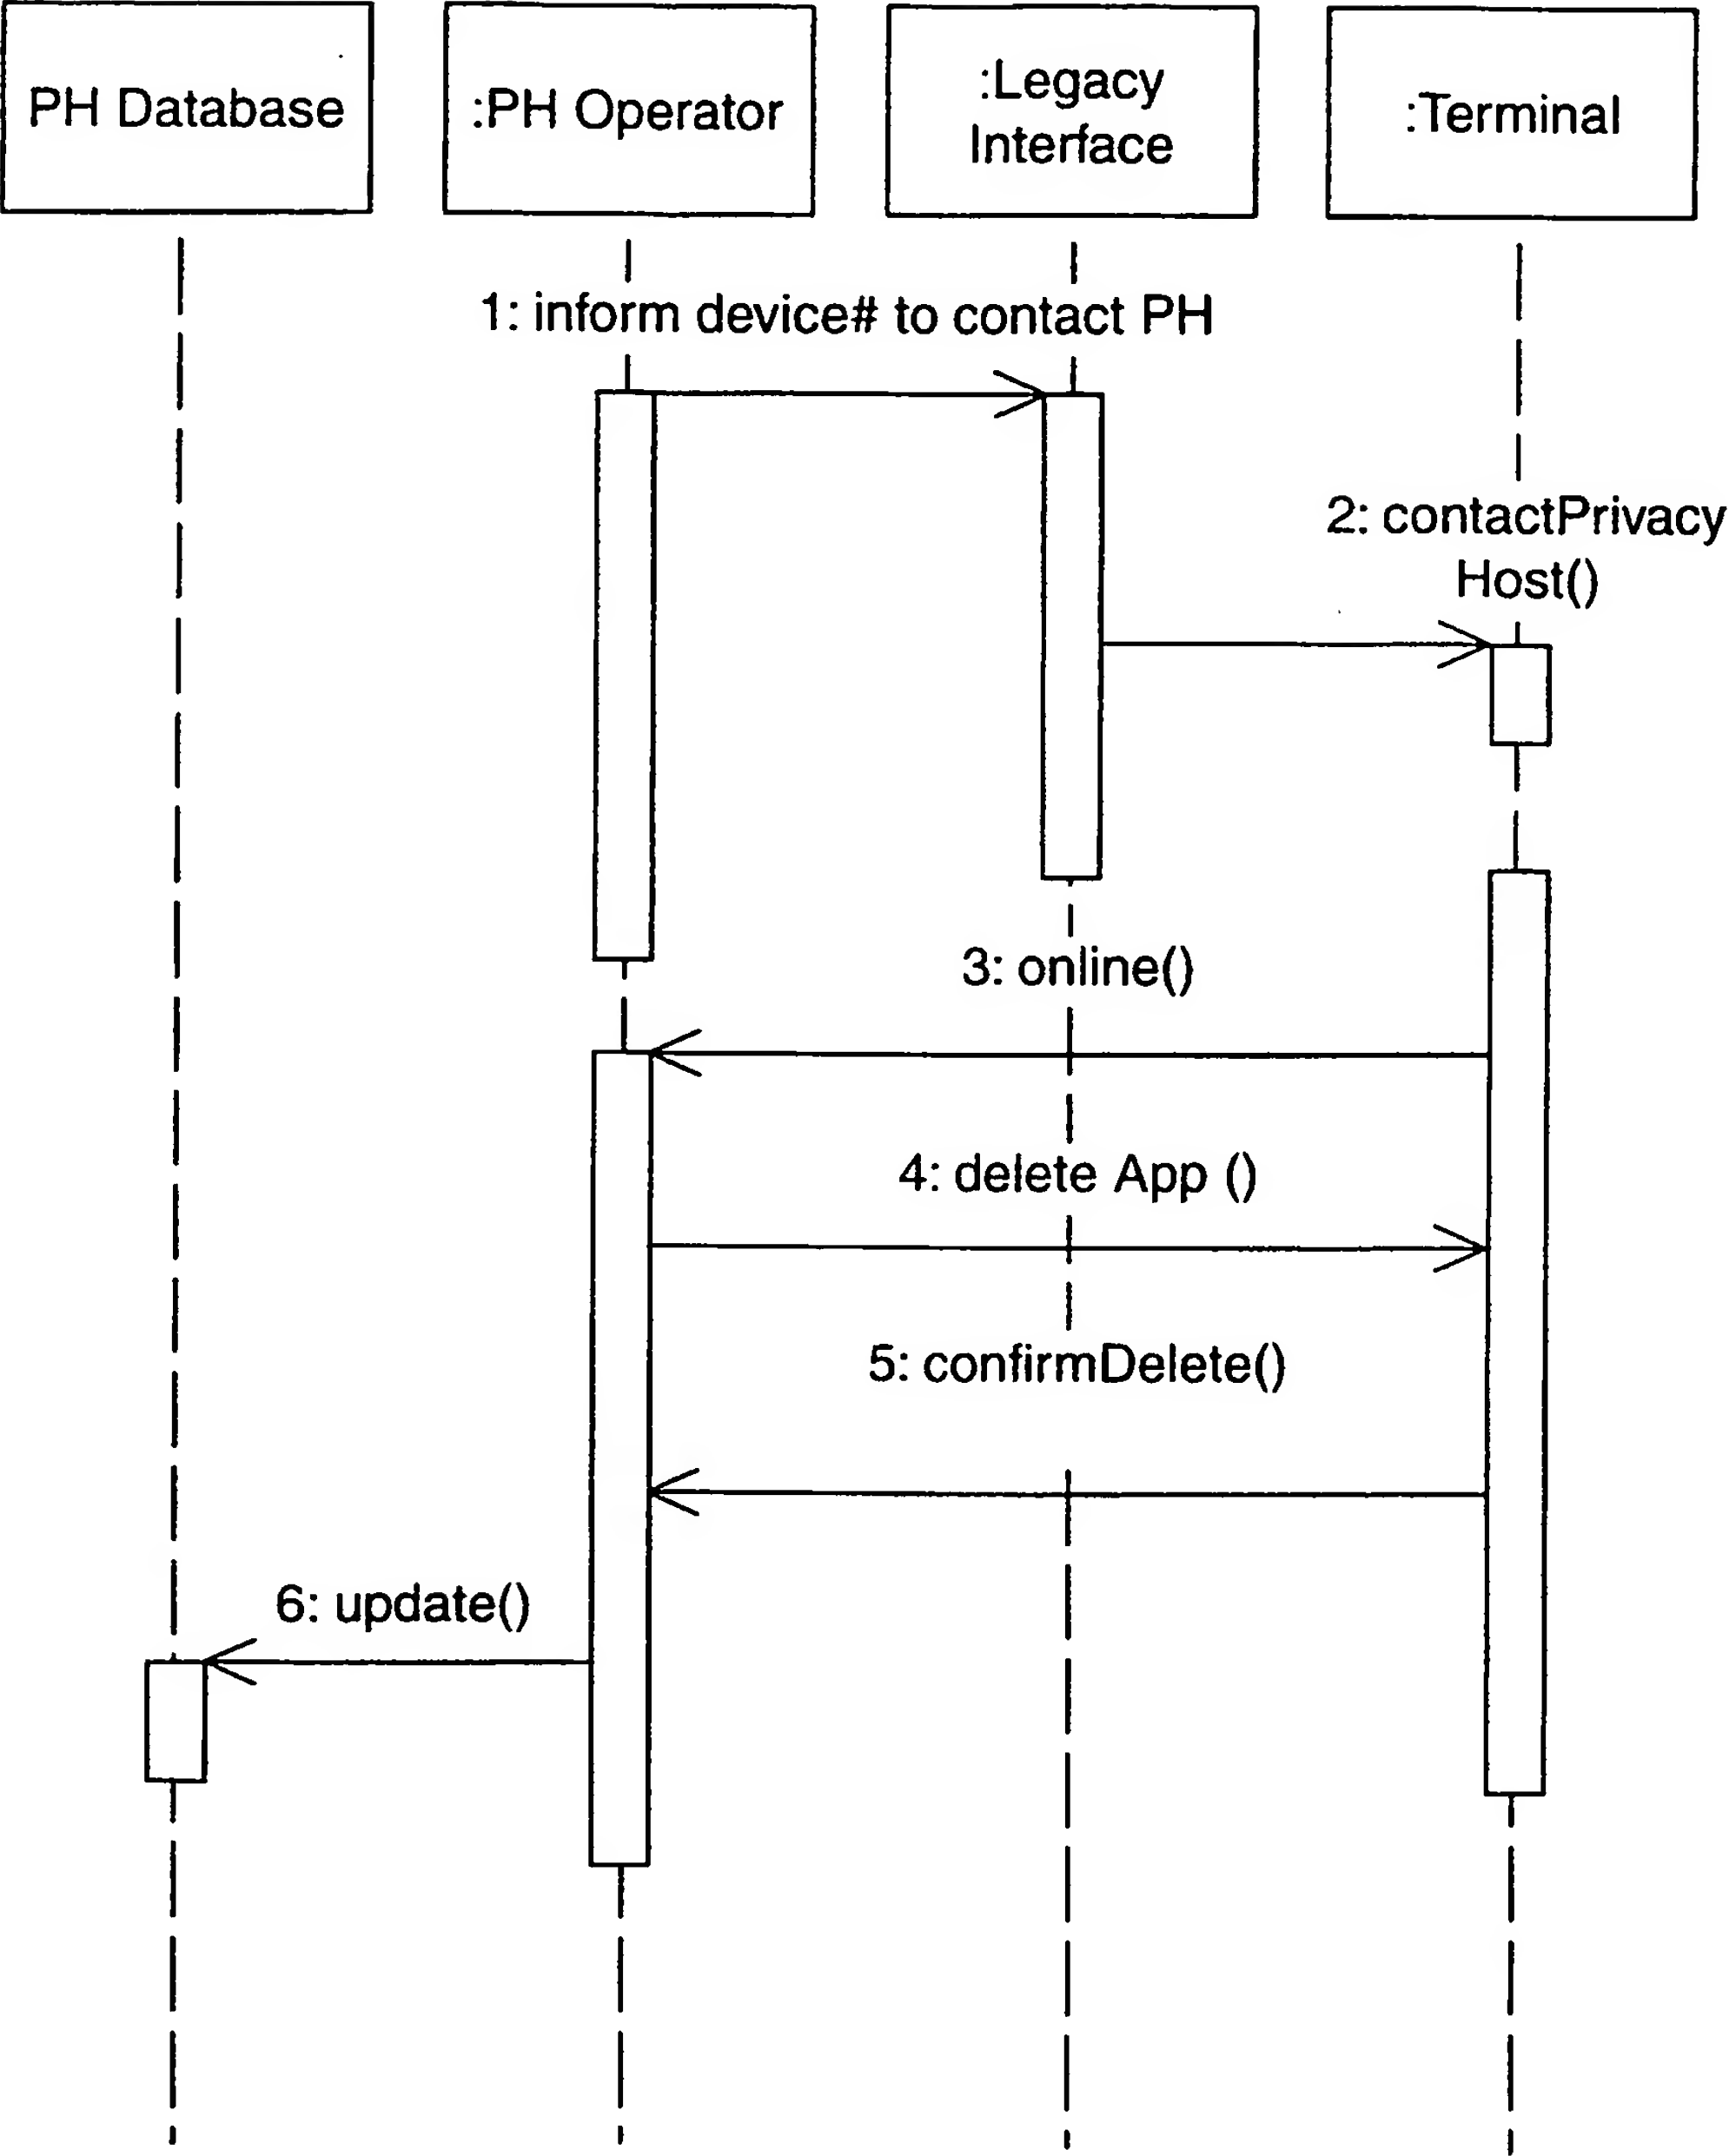 PH Database
:PH Operator
:Legacy
Interface
:Terminal
1: inform device# to contact PH
2: contactPrivacy
Host()
3: online()
4: delete App ()
5: confirmDelete()
6: update()